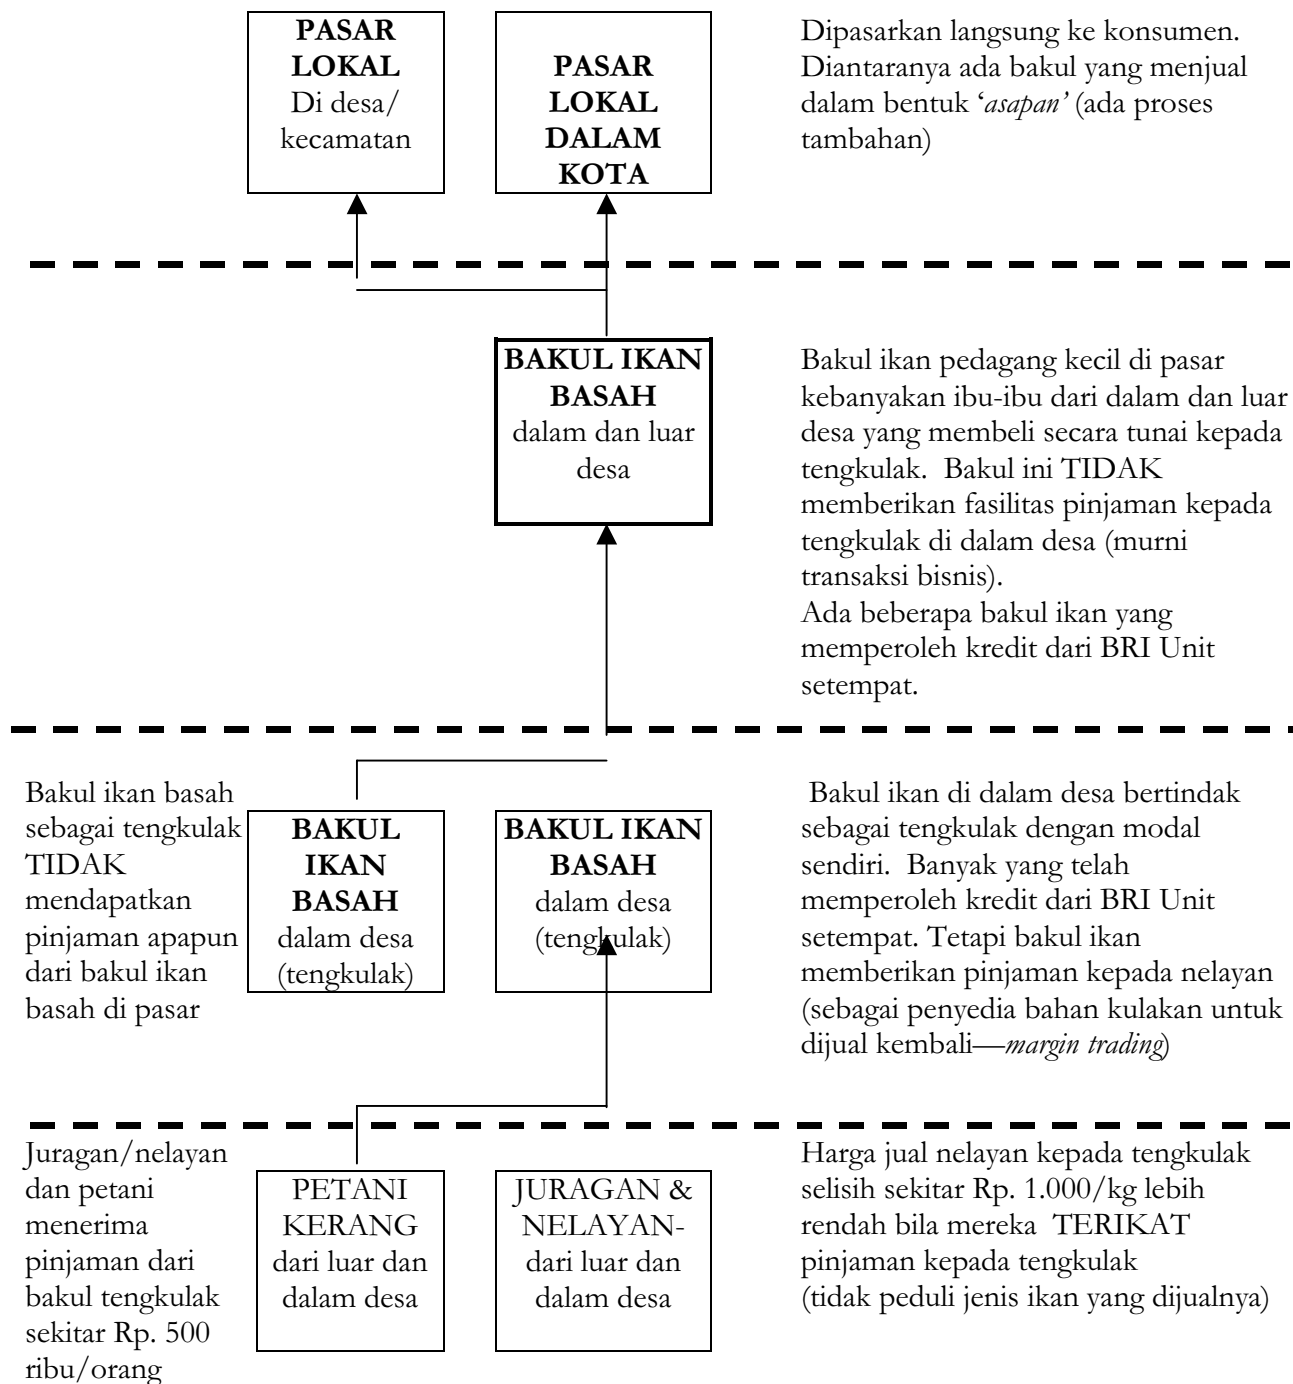 PASAR
LOKAL
Di desa/
kecamatan
PASAR
LOKAL
DALAM
KOTA
Dipasarkan langsung ke konsumen.
Diantaranya ada bakul yang menjual
dalam bentuk ‘asapan’ (ada proses
tambahan)
BAKUL IKAN
BASAH
dalam dan luar
desa
Bakul ikan pedagang kecil di pasar
kebanyakan ibu-ibu dari dalam dan luar
desa yang membeli secara tunai kepada
tengkulak.  Bakul ini TIDAK
memberikan fasilitas pinjaman kepada
tengkulak di dalam desa (murni
transaksi bisnis).
Ada beberapa bakul ikan yang
memperoleh kredit dari BRI Unit
setempat.
Bakul ikan basah
sebagai tengkulak
TIDAK
mendapatkan
pinjaman apapun
dari bakul ikan
basah di pasar
BAKUL
IKAN
BASAH
dalam desa
(tengkulak)
BAKUL IKAN
BASAH
dalam desa
(tengkulak)
Bakul ikan di dalam desa bertindak
sebagai tengkulak dengan modal
sendiri.  Banyak yang telah
memperoleh kredit dari BRI Unit
setempat. Tetapi bakul ikan
memberikan pinjaman kepada nelayan
(sebagai penyedia bahan kulakan untuk
dijual kembali—margin trading)
Juragan/nelayan
dan petani
menerima
pinjaman dari
bakul tengkulak
sekitar Rp. 500
ribu/orang
PETANI
KERANG
dari luar dan
dalam desa
JURAGAN &
NELAYAN-
dari luar dan
dalam desa
Harga jual nelayan kepada tengkulak
selisih sekitar Rp. 1.000/kg lebih
rendah bila mereka  TERIKAT
pinjaman kepada tengkulak
(tidak peduli jenis ikan yang dijualnya)